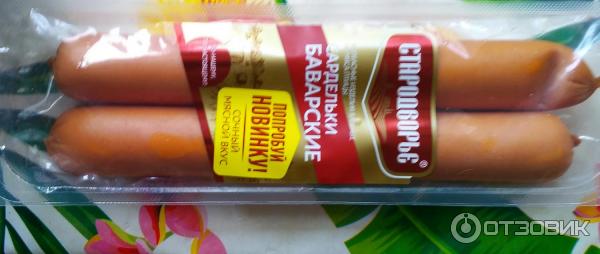 СТАРОДВОРЬЕ®
САРДЕЛЬКИ
БАВАРСКИЕ
ПОПРОБУЙ
НОВИНКУ!
СОЧНЫЙ
МЯСНОЙ ВКУС
ОТЗОВИК